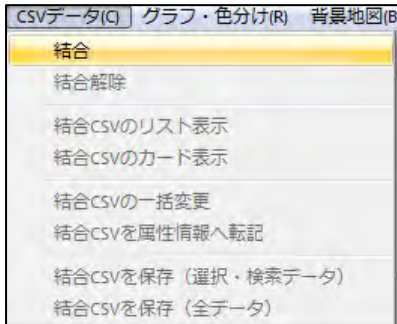 CSVデータ(C) グラフ・色分け(R) 背景地図(B
結合
結合解除
結合CSVのリスト表示
結合CSVのカード表示
結合CSVの一括変更
結合CSVを属性情報へ転記
結合CSVを保存（選択・検索データ）
結合CSVを保存（全データ）